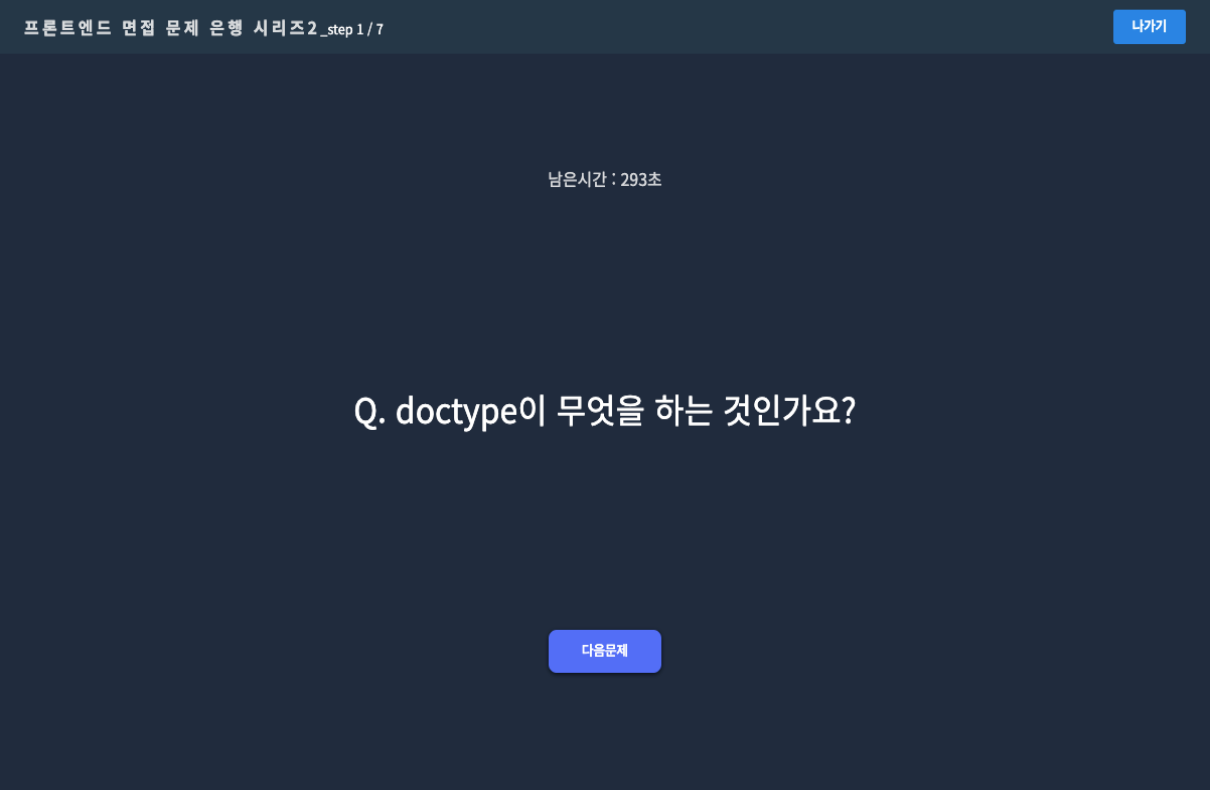 프론트엔드 면접 문제 은행 시리즈2 _step 1 / 7
나가기
남은시간 : 293초
Q. doctype이 무엇을 하는 것인가요?
다음문제